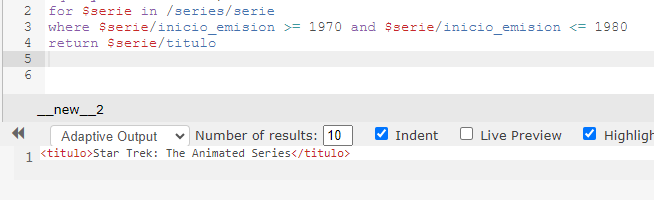 2 for $serie in /series/serie
3 where $serie/inicio_emision >= 1970 and $serie/inicio_emision <= 1980
4 return $serie/titulo
5
6
__new__2
Adaptive Output Number of results: 10 Indent Live Preview Highlig
1 <titulo>Star Trek: The Animated Series</titulo>